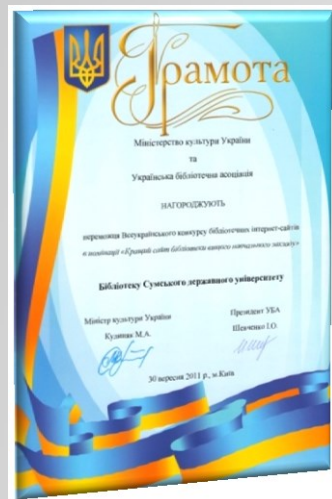 Грамота
Міністерство культури України
та
Українська бібліотечна асоціація
НАГОРОДЖУЮТЬ
переможця Всеукраїнського конкурсу бібліотечних інтернет-сайтів
в номінації «Кращий сайт бібліотеки вищого навчального закладу»
Бібліотеку Сумського державного університету
Міністр культури України
Кулиняк М.А.
Президент УБА
Шевченко І.О.
30 вересня 2011 р., м.Київ